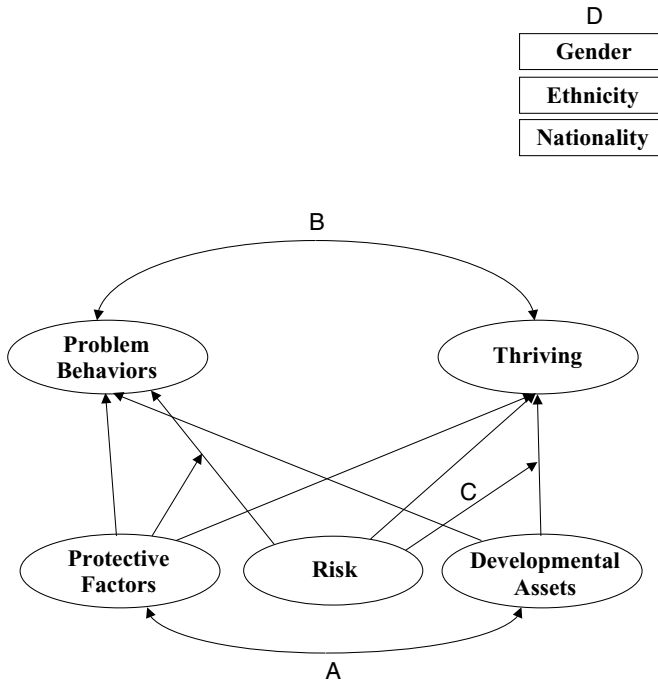 D
Gender
Ethnicity
Nationality
B
Problem
Behaviors
Thriving
C
Protective
Factors
Risk
Developmental
Assets
A